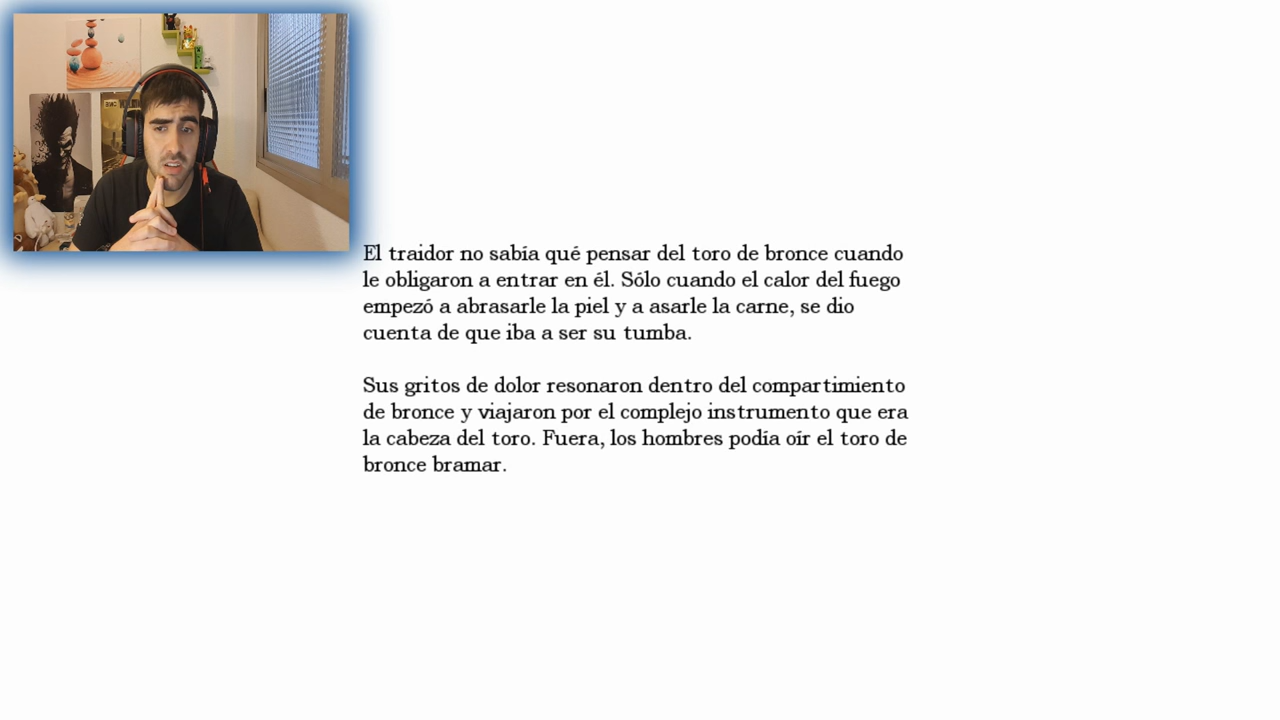 El traidor no sabía qué pensar del toro de bronce cuando
le obligaron a entrar en él. Sólo cuando el calor del fuego
empezó a abrasarle la piel y a asarle la carne, se dio
cuenta de que iba a ser su tumba.
Sus gritos de dolor resonaron dentro del compartimiento
de bronce y viajaron por el complejo instrumento que era
la cabeza del toro. Fuera, los hombres podía oír el toro de
bronce bramar.